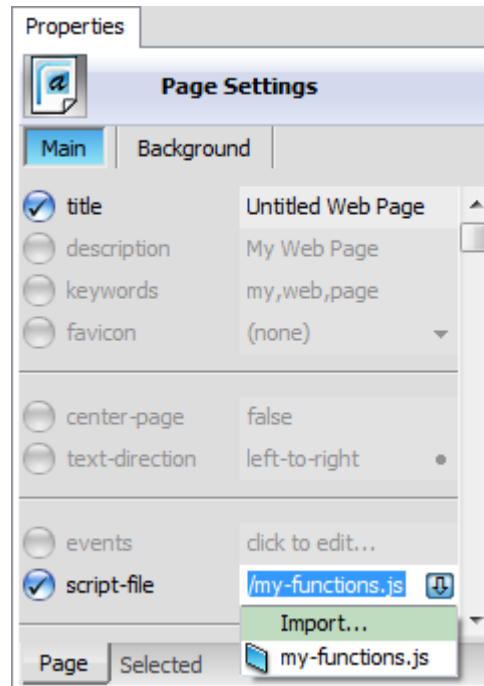 Properties
a
Page Settings
Main Background
title Untitled Web Page
description My Web Page
keywords my,web,page
favicon (none)
center-page false
text-direction left-to-right
events click to edit...
script-file /my-functions.js
Import...
my-functions.js
Page Selected